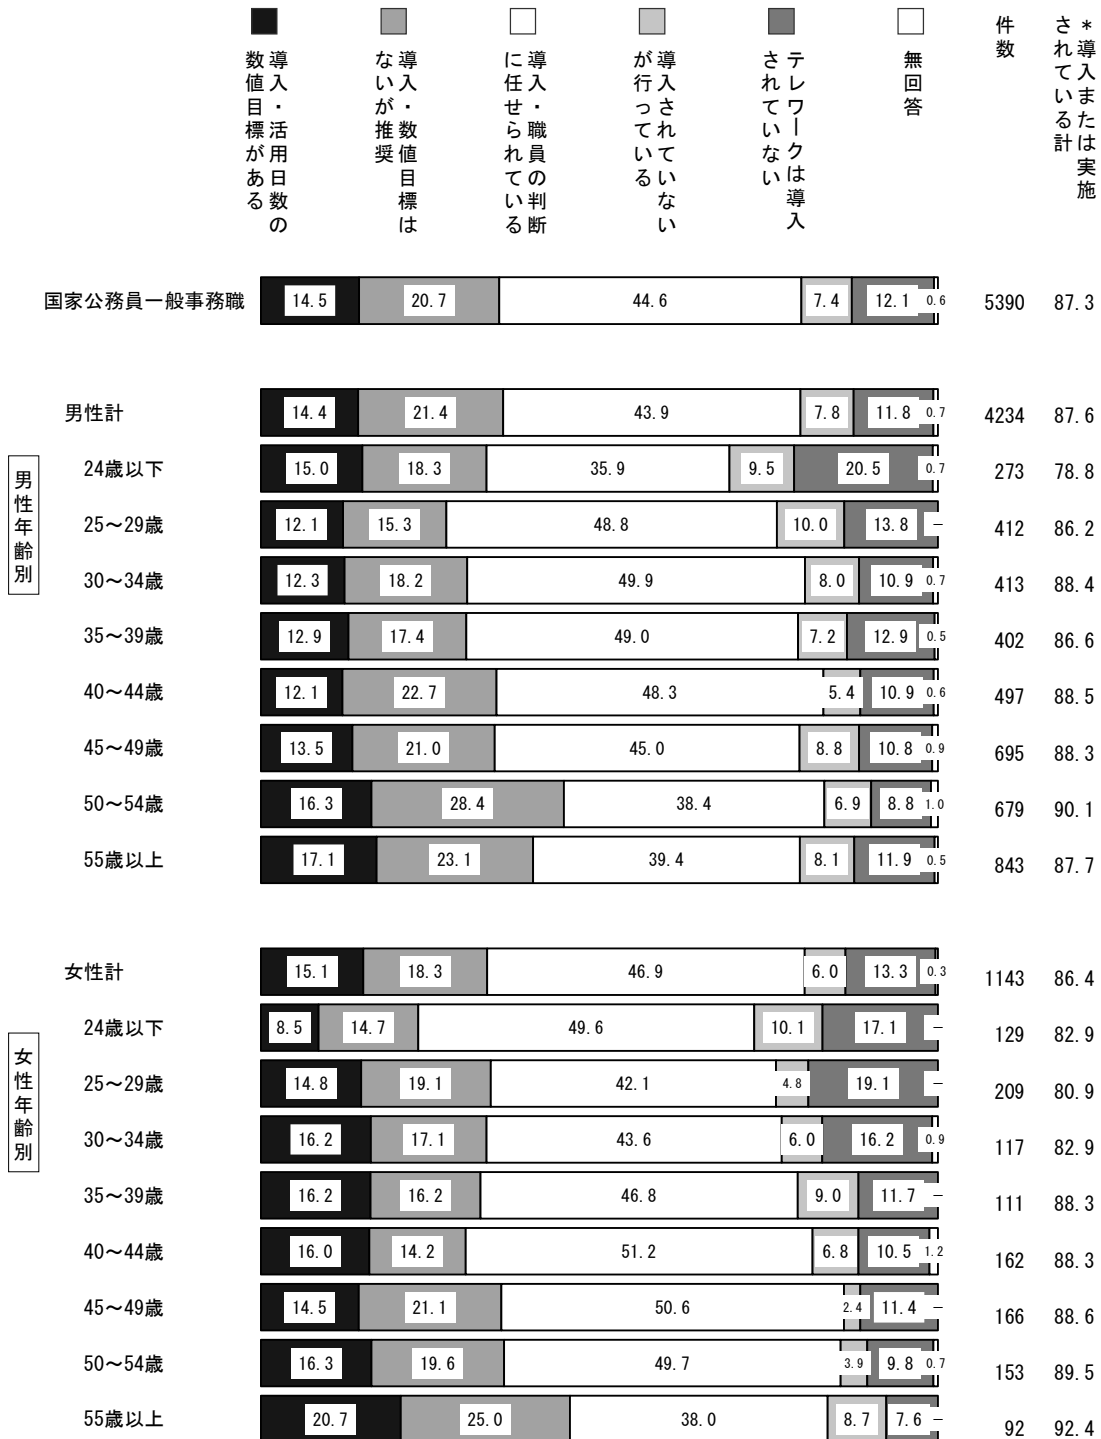 導入・活用日数の
数値目標がある
導入・数値目標は
ないが推奨
導入・職員の判断
に任せられている
導入されていない
が行っている
テレワークは導入
されていない
無回答
件数
*導入または実施
されている計
国家公務員一般事務職 14.5 20.7 44.6 7.4 12.1 0.6 5390 87.3
男性計 14.4 21.4 43.9 7.8 11.8 0.7 4234 87.6
男性年齢別
24歳以下 15.0 18.3 35.9 9.5 20.5 0.7 273 78.8
25～29歳 12.1 15.3 48.8 10.0 13.8 － 412 86.2
30～34歳 12.3 18.2 49.9 8.0 10.9 0.7 413 88.4
35～39歳 12.9 17.4 49.0 7.2 12.9 0.5 402 86.6
40～44歳 12.1 22.7 48.3 5.4 10.9 0.6 497 88.5
45～49歳 13.5 21.0 45.0 8.8 10.8 0.9 695 88.3
50～54歳 16.3 28.4 38.4 6.9 8.8 1.0 679 90.1
55歳以上 17.1 23.1 39.4 8.1 11.9 0.5 843 87.7
女性計 15.1 18.3 46.9 6.0 13.3 0.3 1143 86.4
女性年齢別
24歳以下 8.5 14.7 49.6 10.1 17.1 － 129 82.9
25～29歳 14.8 19.1 42.1 4.8 19.1 － 209 80.9
30～34歳 16.2 17.1 43.6 6.0 16.2 0.9 117 82.9
35～39歳 16.2 16.2 46.8 9.0 11.7 － 111 88.3
40～44歳 16.0 14.2 51.2 6.8 10.5 1.2 162 88.3
45～49歳 14.5 21.1 50.6 2.4 11.4 － 166 88.6
50～54歳 16.3 19.6 49.7 3.9 9.8 0.7 153 89.5
55歳以上 20.7 25.0 38.0 8.7 7.6 － 92 92.4